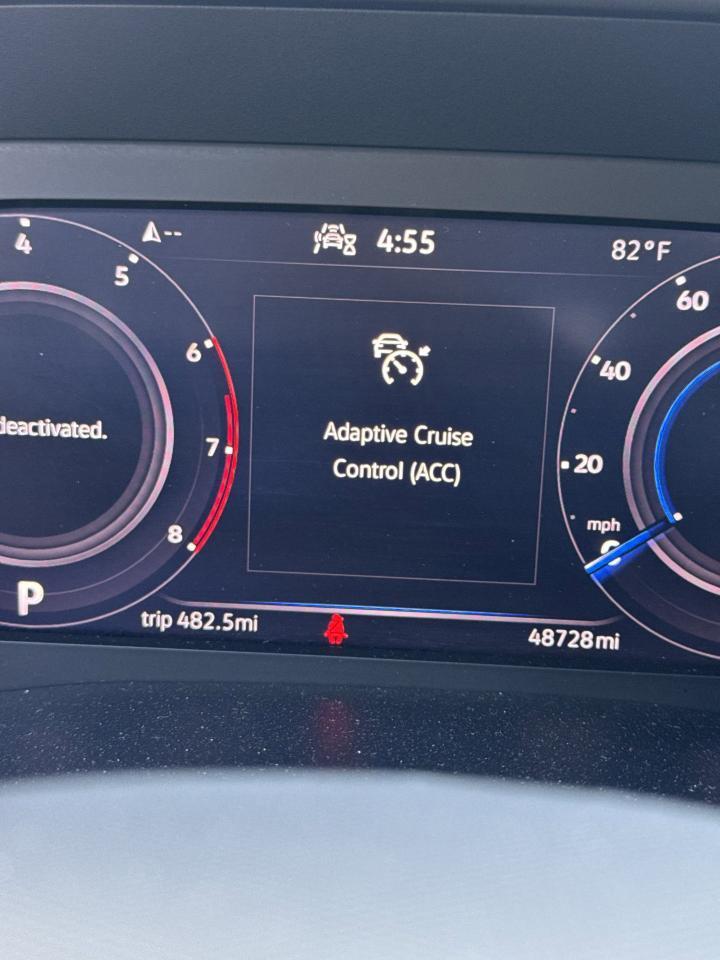 4:55
82°F
4
5
6
7
8
deactivated.
Adaptive Cruise
Control (ACC)
60
40
20
mph
0
P
trip 482.5mi
48728mi